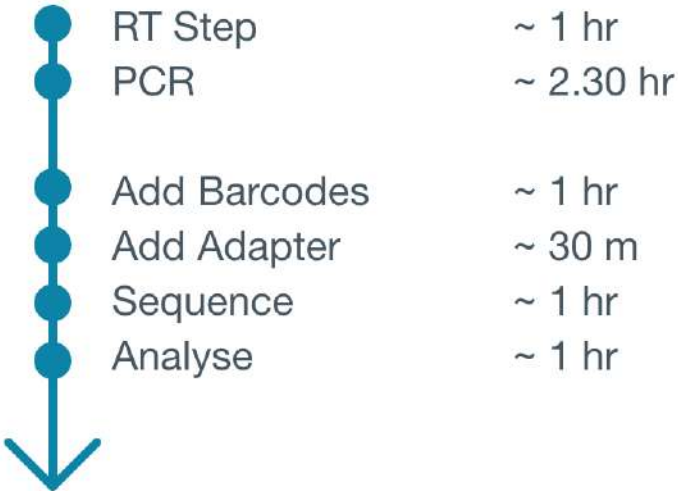 RT Step ~ 1 hr
PCR ~ 2.30 hr
Add Barcodes ~ 1 hr
Add Adapter ~ 30 m
Sequence ~ 1 hr
Analyse ~ 1 hr